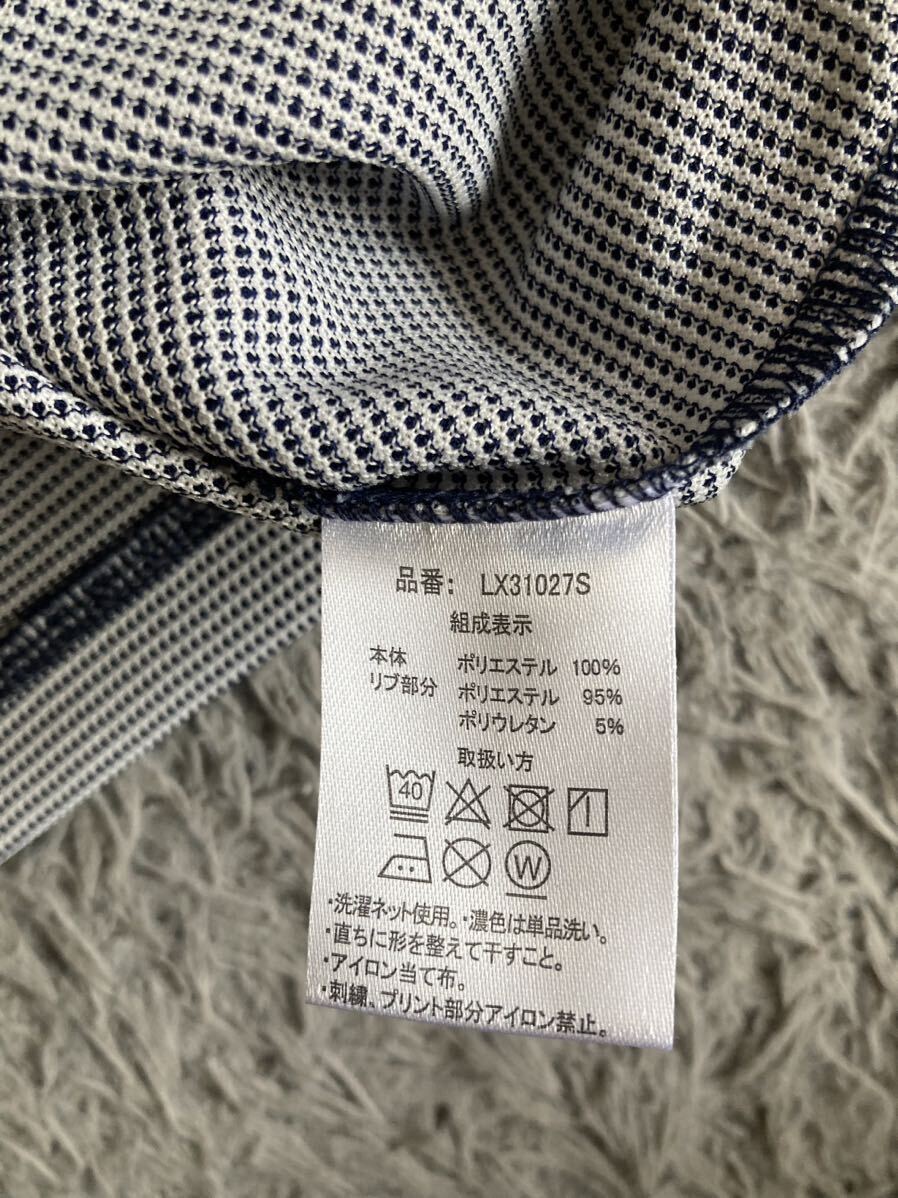 品番: LX31027S
組成表示
本体 ポリエステル 100%
リブ部分 ポリエステル 95%
ポリウレタン 5%
取扱い方
40
W
・洗濯ネット使用。・濃色は単品洗い。
・直ちに形を整えて干すこと。
・アイロン当て布。
・刺繍、プリント部分アイロン禁止。